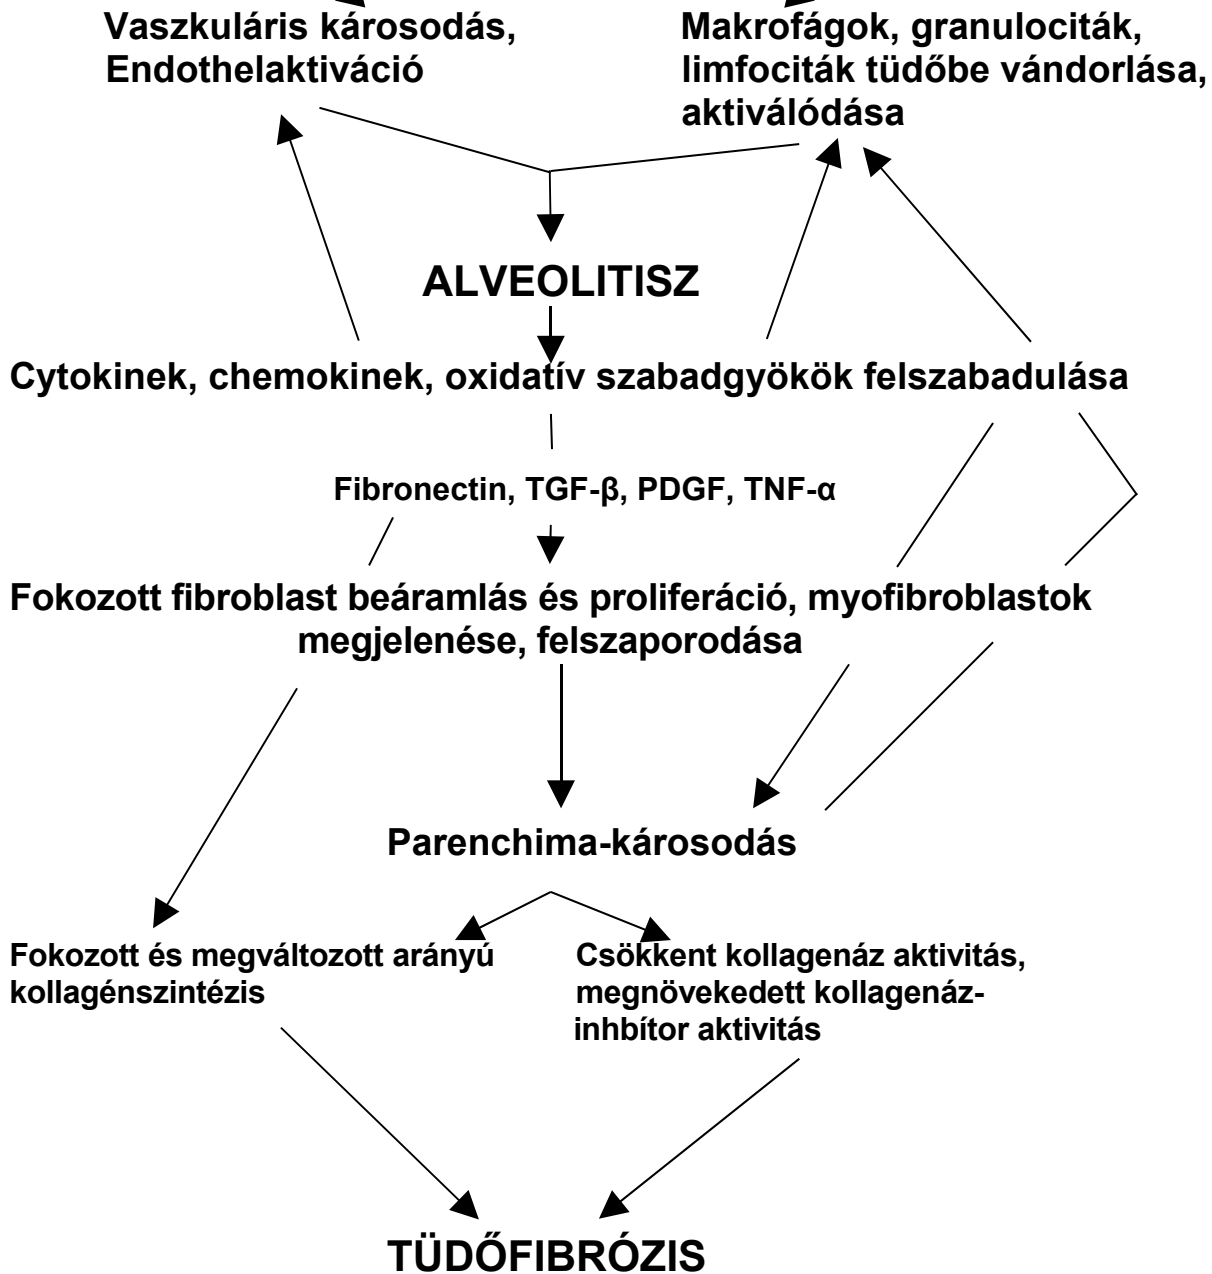 Vaszkuláris károsodás,
Endothelaktiváció
Makrofágok, granulociták,
limfociták tüdőbe vándorlása,
aktiválódása
ALVEOLITISZ
Cytokinek, chemokinek, oxidatív szabadgyökök felszabadulása
Fibronectin, TGF-β, PDGF, TNF-α
Fokozott fibroblast beáramlás és proliferáció, myofibroblastok
megjelenése, felszaporodása
Parenchima-károsodás
Fokozott és megváltozott arányú
kollagénszintézis
Csökkent kollagenáz aktivitás,
megnövekedett kollagenáz-
inhbítor aktivitás
TÜDŐFIBRÓZIS